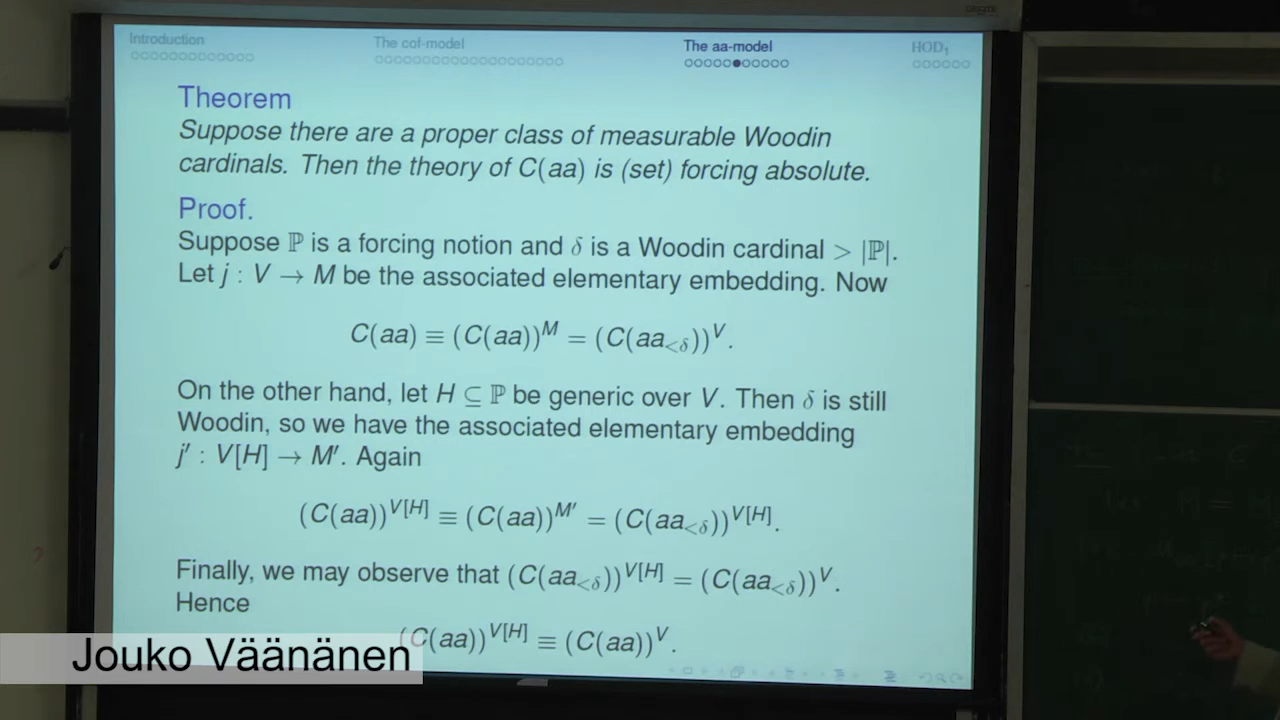 Introduction The cof-model The aa-model HOD₁
Theorem
Suppose there are a proper class of measurable Woodin
cardinals. Then the theory of C(aa) is (set) forcing absolute.
Proof.
Suppose ℙ is a forcing notion and δ is a Woodin cardinal > |ℙ|.
Let j : V → M be the associated elementary embedding. Now
C(aa) ≡ (C(aa))^M = (C(aa_{<δ}))^V.
On the other hand, let H ⊆ ℙ be generic over V. Then δ is still
Woodin, so we have the associated elementary embedding
j′ : V[H] → M′. Again
(C(aa))^{V[H]} ≡ (C(aa))^{M′} = (C(aa_{<δ}))^{V[H]}.
Finally, we may observe that (C(aa_{<δ}))^{V[H]} = (C(aa_{<δ}))^V.
Hence
(C(aa))^{V[H]} ≡ (C(aa))^V.
Jouko Väänänen